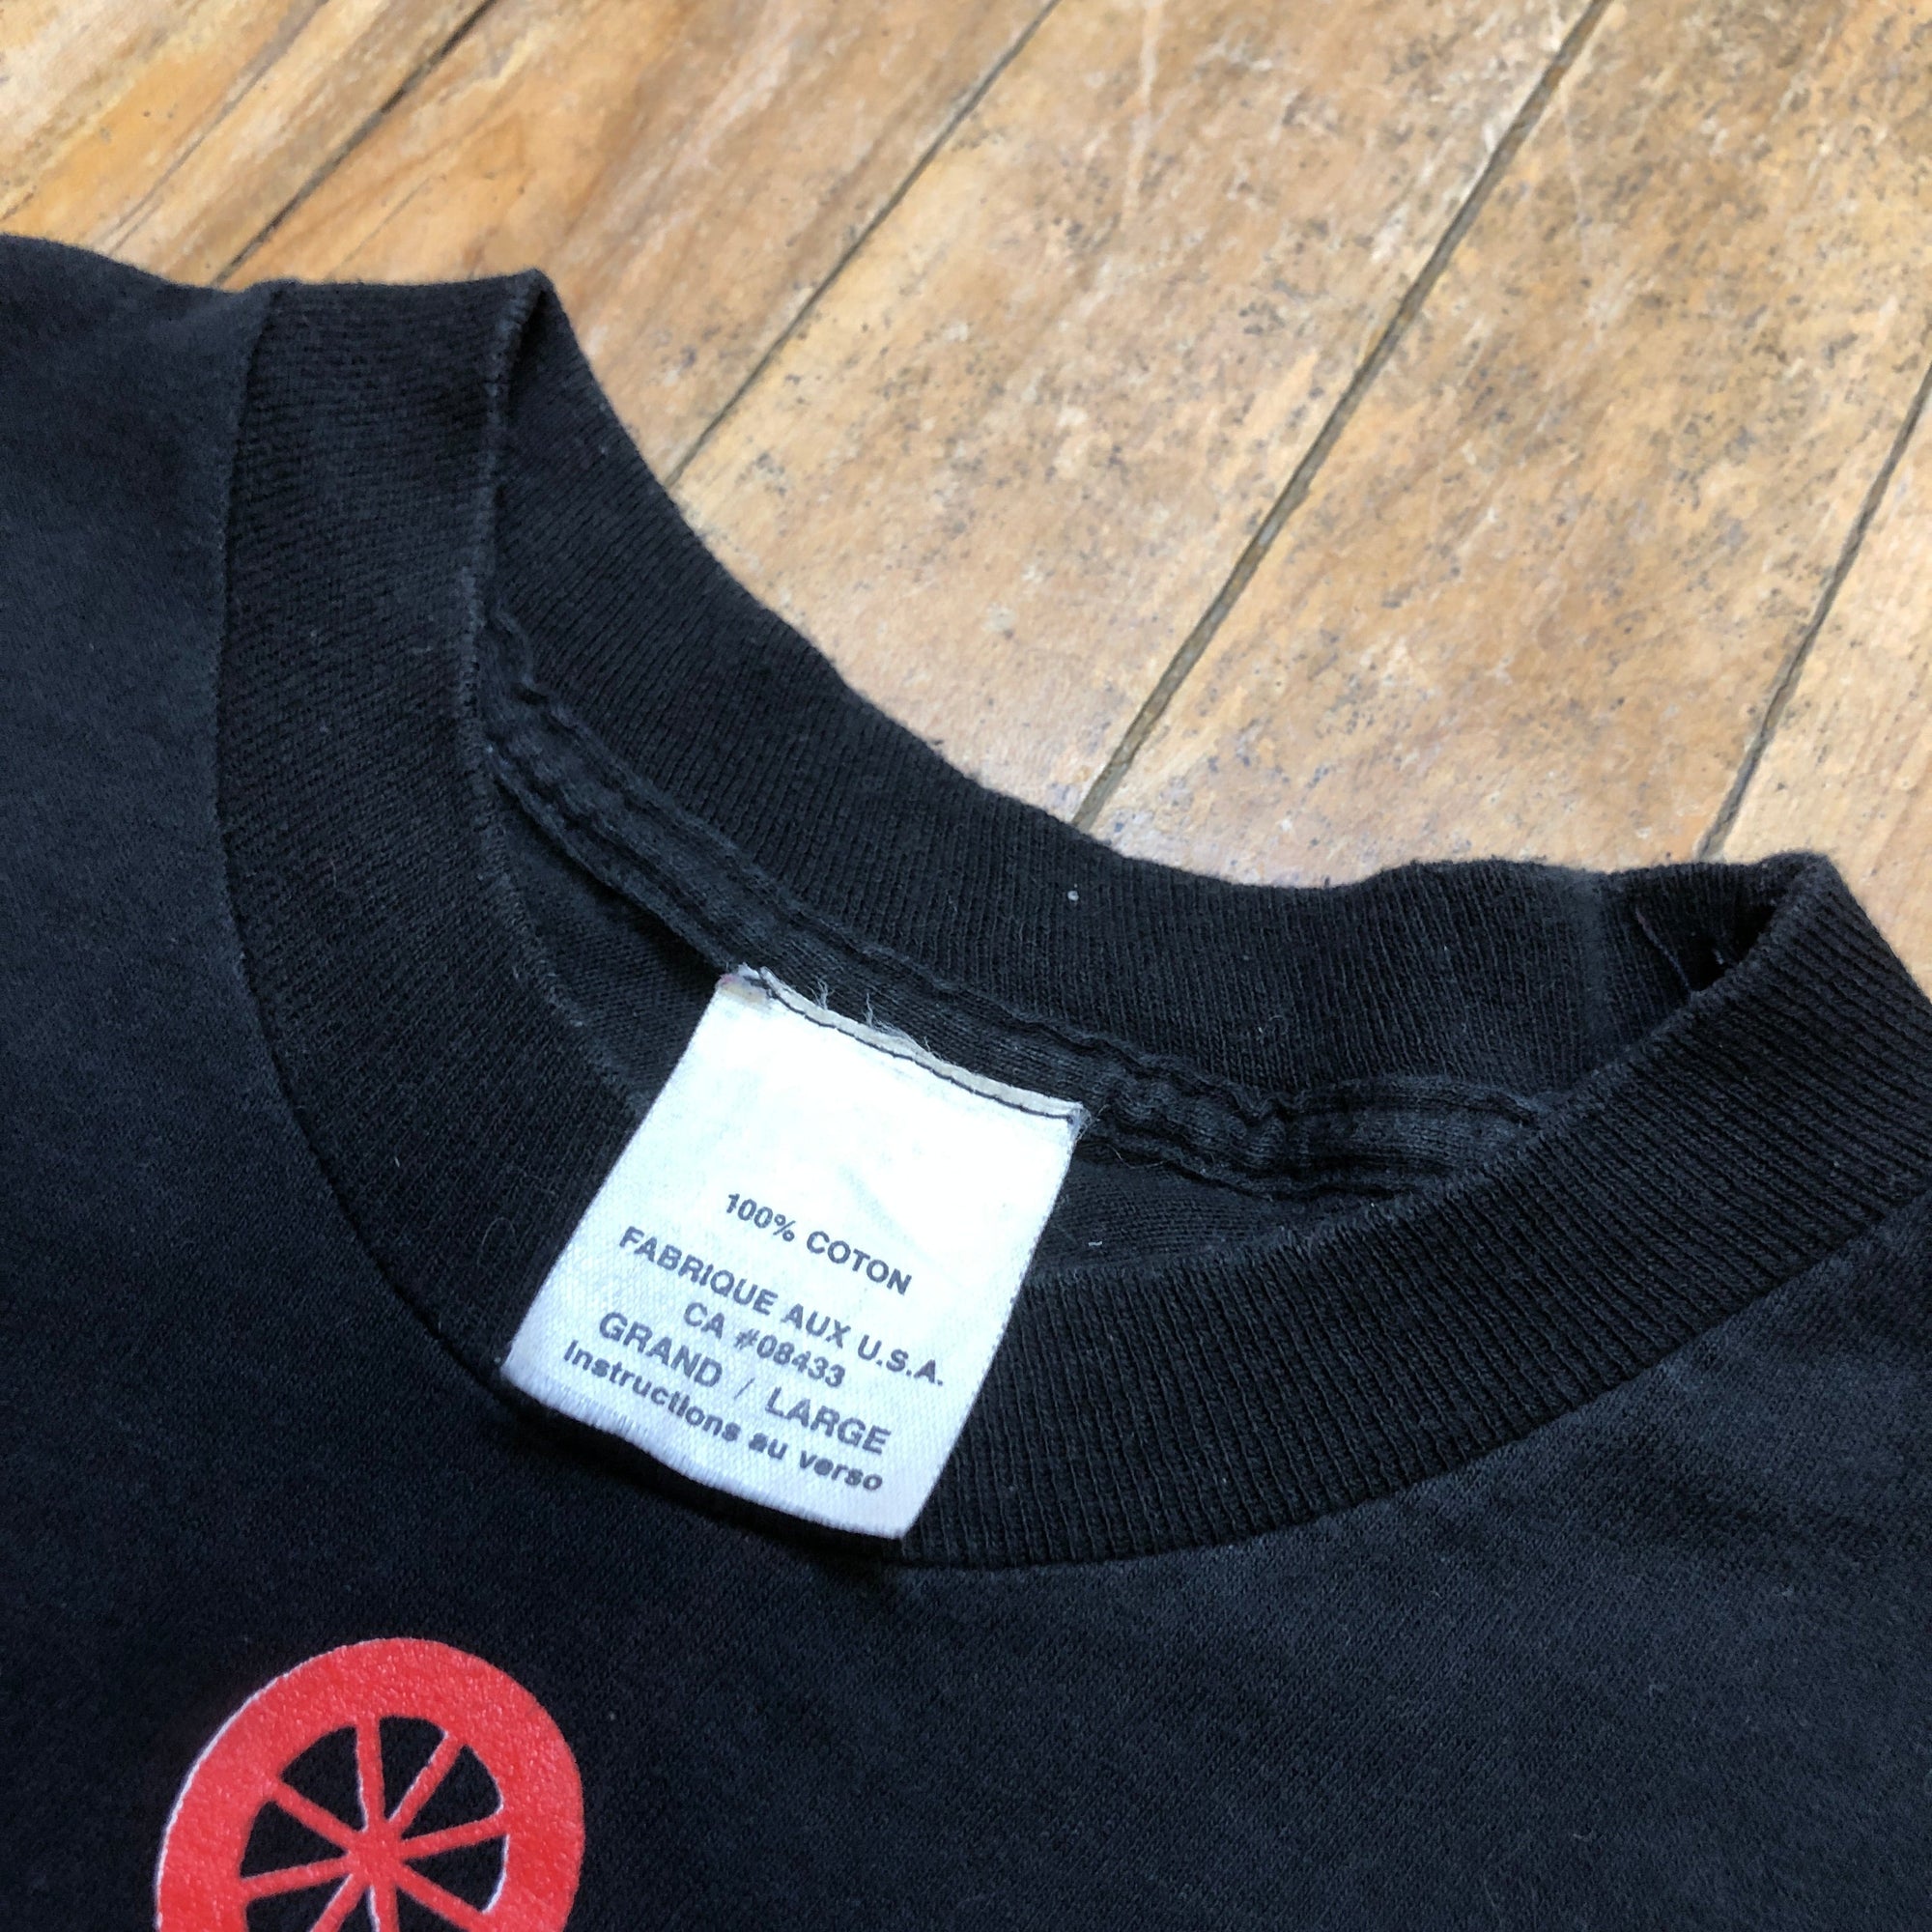 100% COTON
FABRIQUE AUX U.S.A.
CA #08433
GRAND / LARGE
Instructions au verso